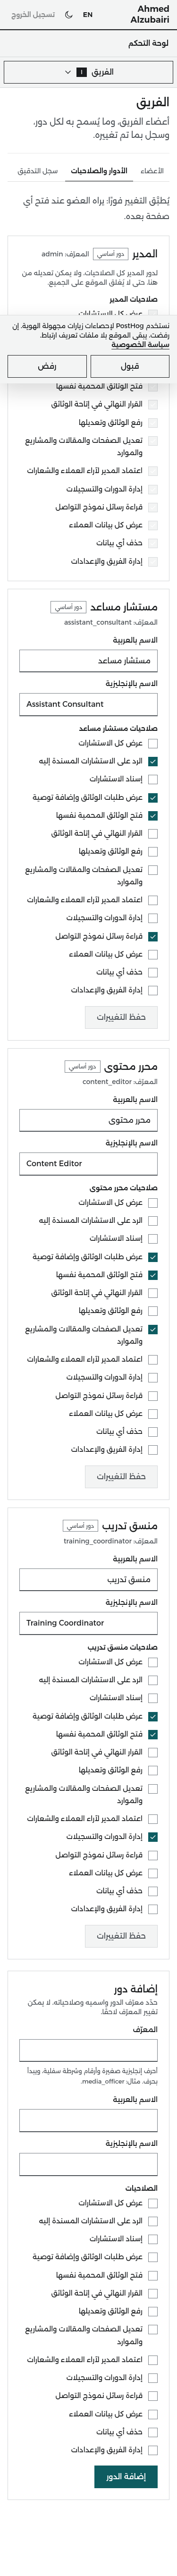 Ahmed Alzubairi
EN
تسجيل الخروج
لوحة التحكم
الفريق
الفريق
أعضاء الفريق، وما يُسمح به لكل دور، وسجل بما تم تغييره.
الأعضاء
الأدوار والصلاحيات
سجل التدقيق
يُطبّق التغيير فورًا: يراه العضو عند فتح أي صفحة بعده.
المدير
دور أساسي
المعرّف: admin
لدور المدير كل الصلاحيات، ولا يمكن تعديله من هنا، حتى لا يُغلق الموقع على الجميع.
صلاحيات المدير
عرض كل الاستشارات
نستخدم PostHog لإحصاءات زيارات مجهولة الهوية. إن رفضت، يبقى الموقع بلا ملفات تعريف ارتباط.
سياسة الخصوصية
قبول
رفض
فتح الوثائق المحمية نفسها
القرار النهائي في إتاحة الوثائق
رفع الوثائق وتعديلها
تعديل الصفحات والمقالات والمشاريع والموارد
اعتماد المدير لآراء العملاء والشعارات
إدارة الدورات والتسجيلات
قراءة رسائل نموذج التواصل
عرض كل بيانات العملاء
حذف أي بيانات
إدارة الفريق والإعدادات
مستشار مساعد
دور أساسي
المعرّف: assistant_consultant
الاسم بالعربية
مستشار مساعد
الاسم بالإنجليزية
Assistant Consultant
صلاحيات مستشار مساعد
عرض كل الاستشارات
الرد على الاستشارات المسندة إليه
إسناد الاستشارات
عرض طلبات الوثائق وإضافة توصية
فتح الوثائق المحمية نفسها
القرار النهائي في إتاحة الوثائق
رفع الوثائق وتعديلها
تعديل الصفحات والمقالات والمشاريع والموارد
اعتماد المدير لآراء العملاء والشعارات
إدارة الدورات والتسجيلات
قراءة رسائل نموذج التواصل
عرض كل بيانات العملاء
حذف أي بيانات
إدارة الفريق والإعدادات
حفظ التغييرات
محرر محتوى
دور أساسي
المعرّف: content_editor
الاسم بالعربية
محرر محتوى
الاسم بالإنجليزية
Content Editor
صلاحيات محرر محتوى
عرض كل الاستشارات
الرد على الاستشارات المسندة إليه
إسناد الاستشارات
عرض طلبات الوثائق وإضافة توصية
فتح الوثائق المحمية نفسها
القرار النهائي في إتاحة الوثائق
رفع الوثائق وتعديلها
تعديل الصفحات والمقالات والمشاريع والموارد
اعتماد المدير لآراء العملاء والشعارات
إدارة الدورات والتسجيلات
قراءة رسائل نموذج التواصل
عرض كل بيانات العملاء
حذف أي بيانات
إدارة الفريق والإعدادات
حفظ التغييرات
منسق تدريب
دور أساسي
المعرّف: training_coordinator
الاسم بالعربية
منسق تدريب
الاسم بالإنجليزية
Training Coordinator
صلاحيات منسق تدريب
عرض كل الاستشارات
الرد على الاستشارات المسندة إليه
إسناد الاستشارات
عرض طلبات الوثائق وإضافة توصية
فتح الوثائق المحمية نفسها
القرار النهائي في إتاحة الوثائق
رفع الوثائق وتعديلها
تعديل الصفحات والمقالات والمشاريع والموارد
اعتماد المدير لآراء العملاء والشعارات
إدارة الدورات والتسجيلات
قراءة رسائل نموذج التواصل
عرض كل بيانات العملاء
حذف أي بيانات
إدارة الفريق والإعدادات
حفظ التغييرات
إضافة دور
حدّد معرّف الدور واسميه وصلاحياته. لا يمكن تغيير المعرّف لاحقًا.
المعرّف
أحرف إنجليزية صغيرة وأرقام وشرطة سفلية، ويبدأ بحرف. مثال: media_officer.
الاسم بالعربية
الاسم بالإنجليزية
الصلاحيات
عرض كل الاستشارات
الرد على الاستشارات المسندة إليه
إسناد الاستشارات
عرض طلبات الوثائق وإضافة توصية
فتح الوثائق المحمية نفسها
القرار النهائي في إتاحة الوثائق
رفع الوثائق وتعديلها
تعديل الصفحات والمقالات والمشاريع والموارد
اعتماد المدير لآراء العملاء والشعارات
إدارة الدورات والتسجيلات
قراءة رسائل نموذج التواصل
عرض كل بيانات العملاء
حذف أي بيانات
إدارة الفريق والإعدادات
إضافة الدور